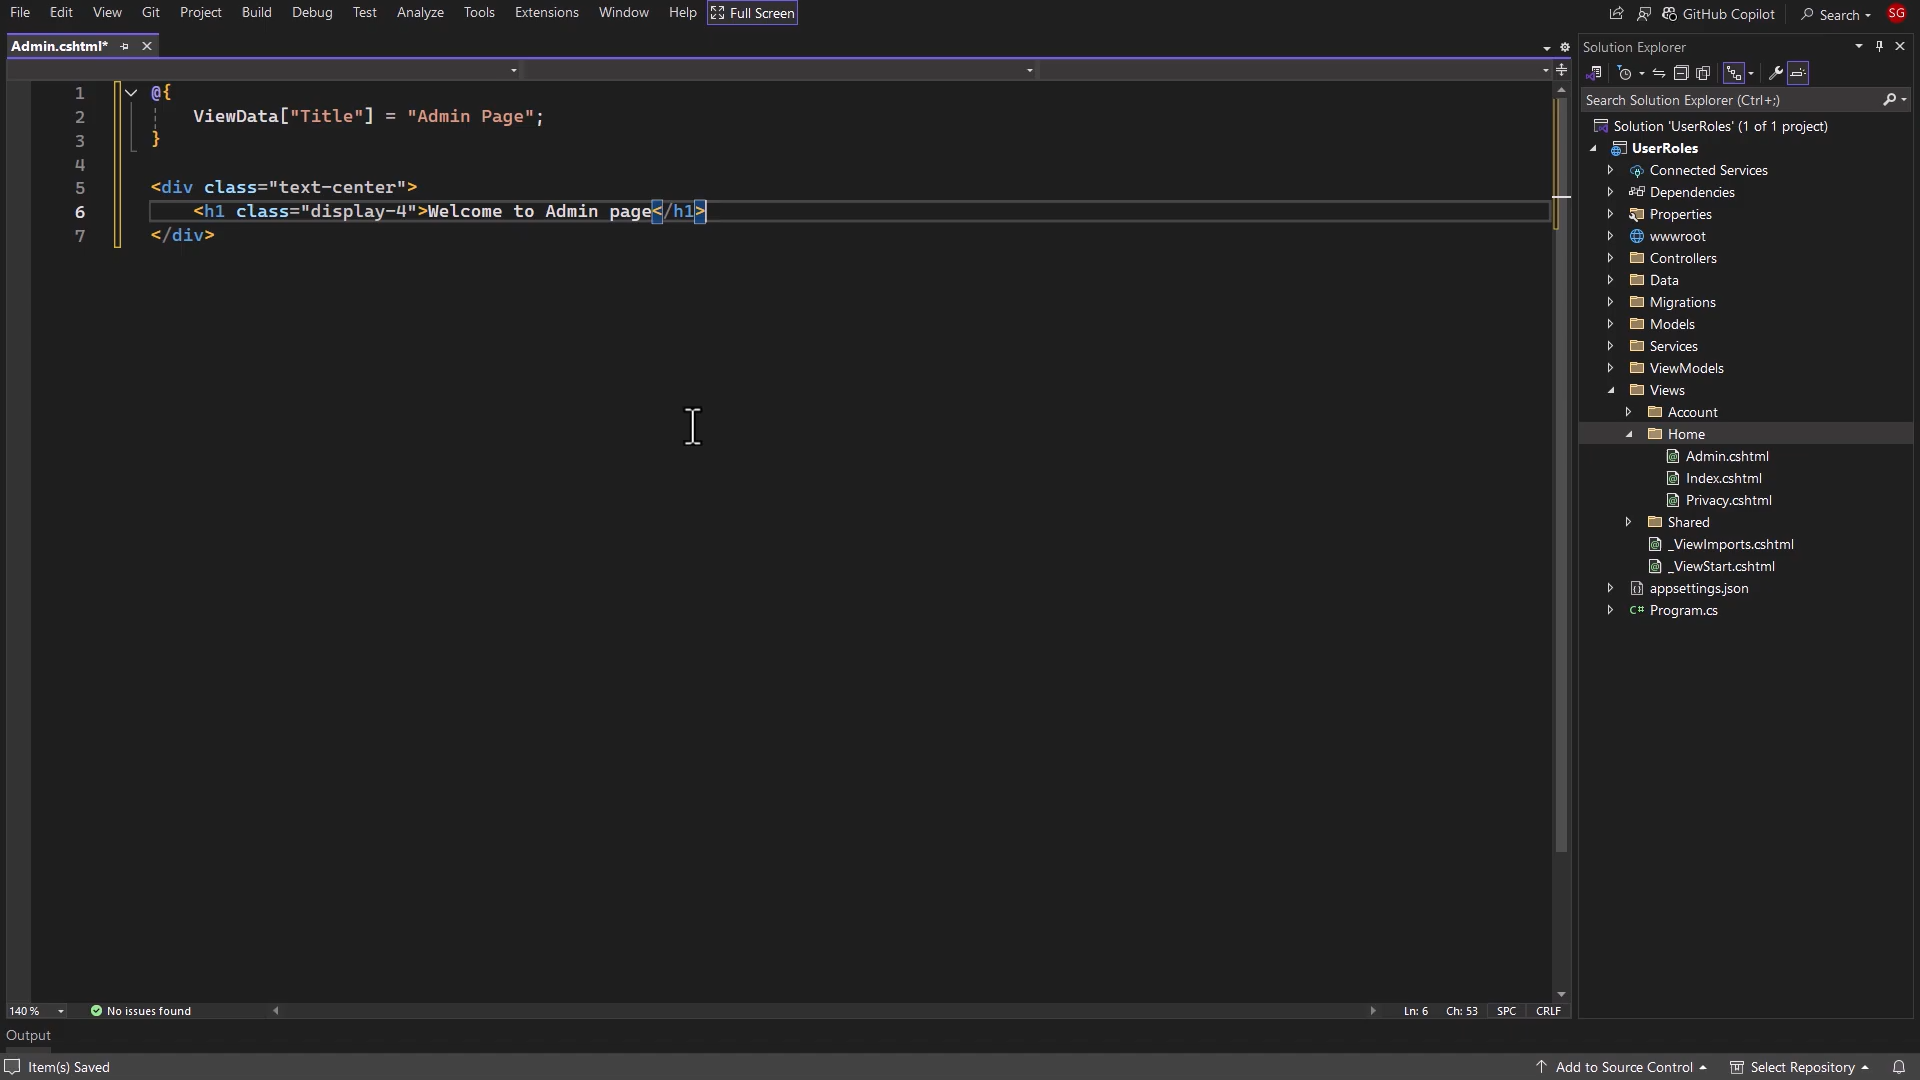 File Edit View Git Project Build Debug Test Analyze Tools Extensions Window Help Full Screen GitHub Copilot Search SG
Admin.cshtml*
1 @{
2 ViewData["Title"] = "Admin Page";
3 }
4
5 <div class="text-center">
6 <h1 class="display-4">Welcome to Admin page</h1>
7 </div>
140 % No issues found Ln: 6 Ch: 53 SPC CRLF
Output
Item(s) Saved Add to Source Control Select Repository
Solution Explorer
Search Solution Explorer (Ctrl+;)
Solution 'UserRoles' (1 of 1 project)
UserRoles
Connected Services
Dependencies
Properties
wwwroot
Controllers
Data
Migrations
Models
Services
ViewModels
Views
Account
Home
Admin.cshtml
Index.cshtml
Privacy.cshtml
Shared
_ViewImports.cshtml
_ViewStart.cshtml
appsettings.json
C# Program.cs